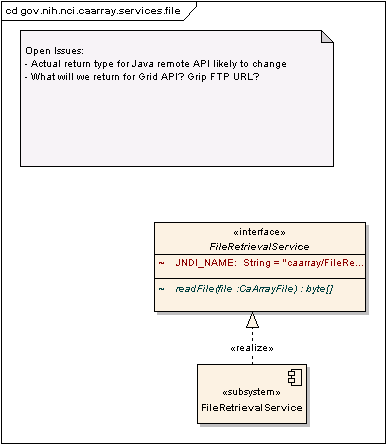 cd gov.nih.nci.caarray.services.file
Open Issues:
- Actual return type for Java remote API likely to change
- What will we return for Grid API? Grip FTP URL?
«interface»
FileRetrievalService
~ JNDI_NAME: String = "caarray/FileRe...
~ readFile(file :CaArrayFile) : byte[]
«realize»
«subsystem»
FileRetrievalService